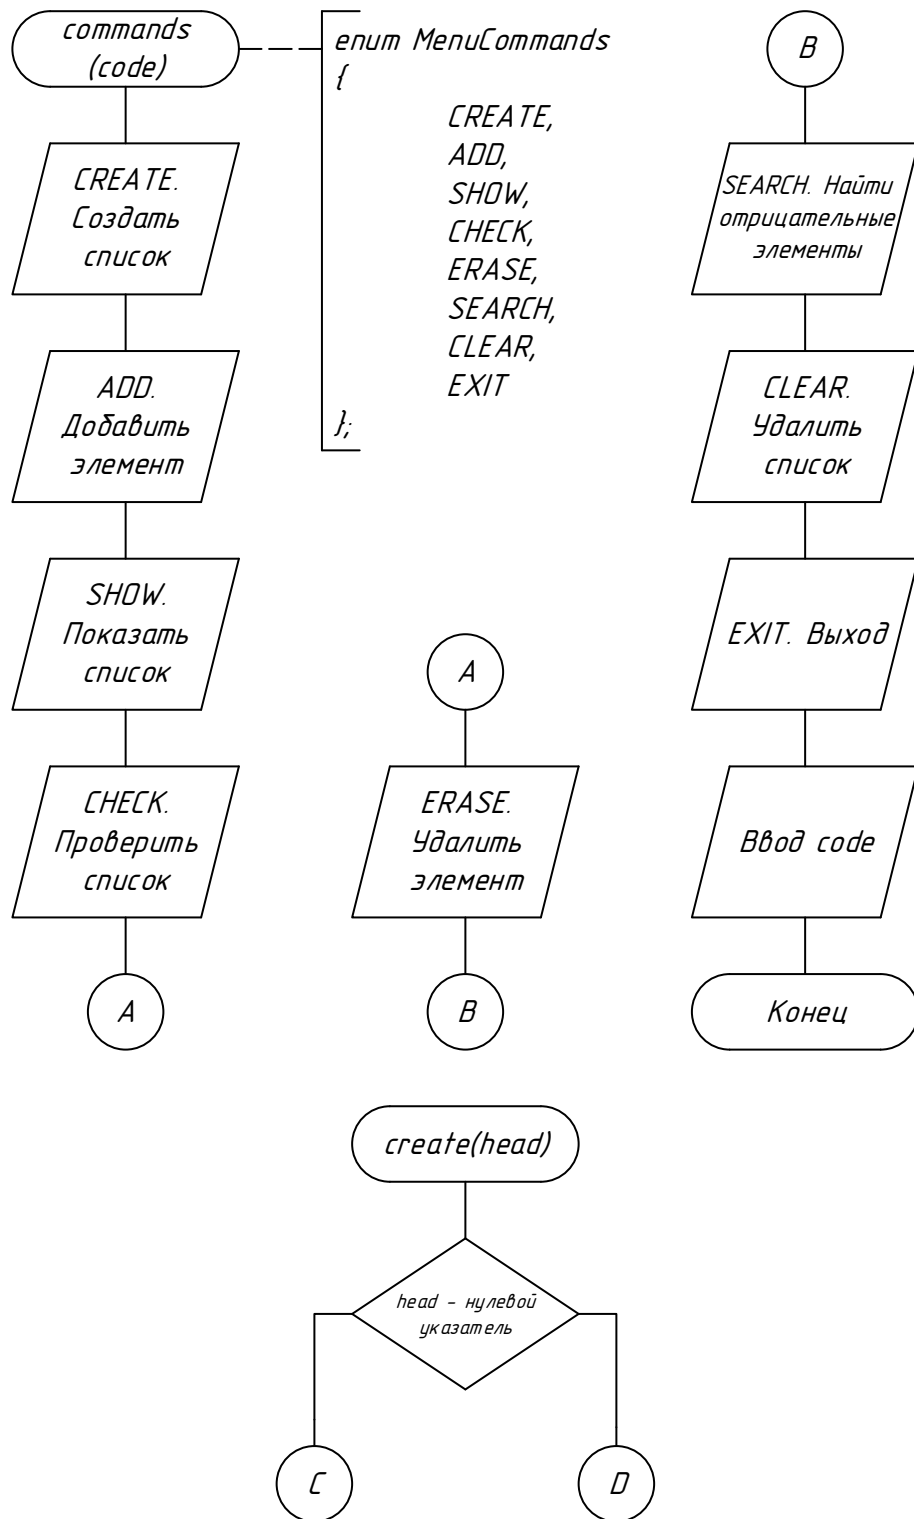 commands
(code)
enum MenuCommands
{
CREATE,
ADD,
SHOW,
CHECK,
ERASE,
SEARCH,
CLEAR,
EXIT
};
CREATE.
Создать
список
ADD.
Добавить
элемент
SHOW.
Показать
список
CHECK.
Проверить
список
A
A
ERASE.
Удалить
элемент
B
B
SEARCH. Найти
отрицательные
элементы
CLEAR.
Удалить
список
EXIT. Выход
Ввод code
Конец
create(head)
head - нулевой
указатель
C
D